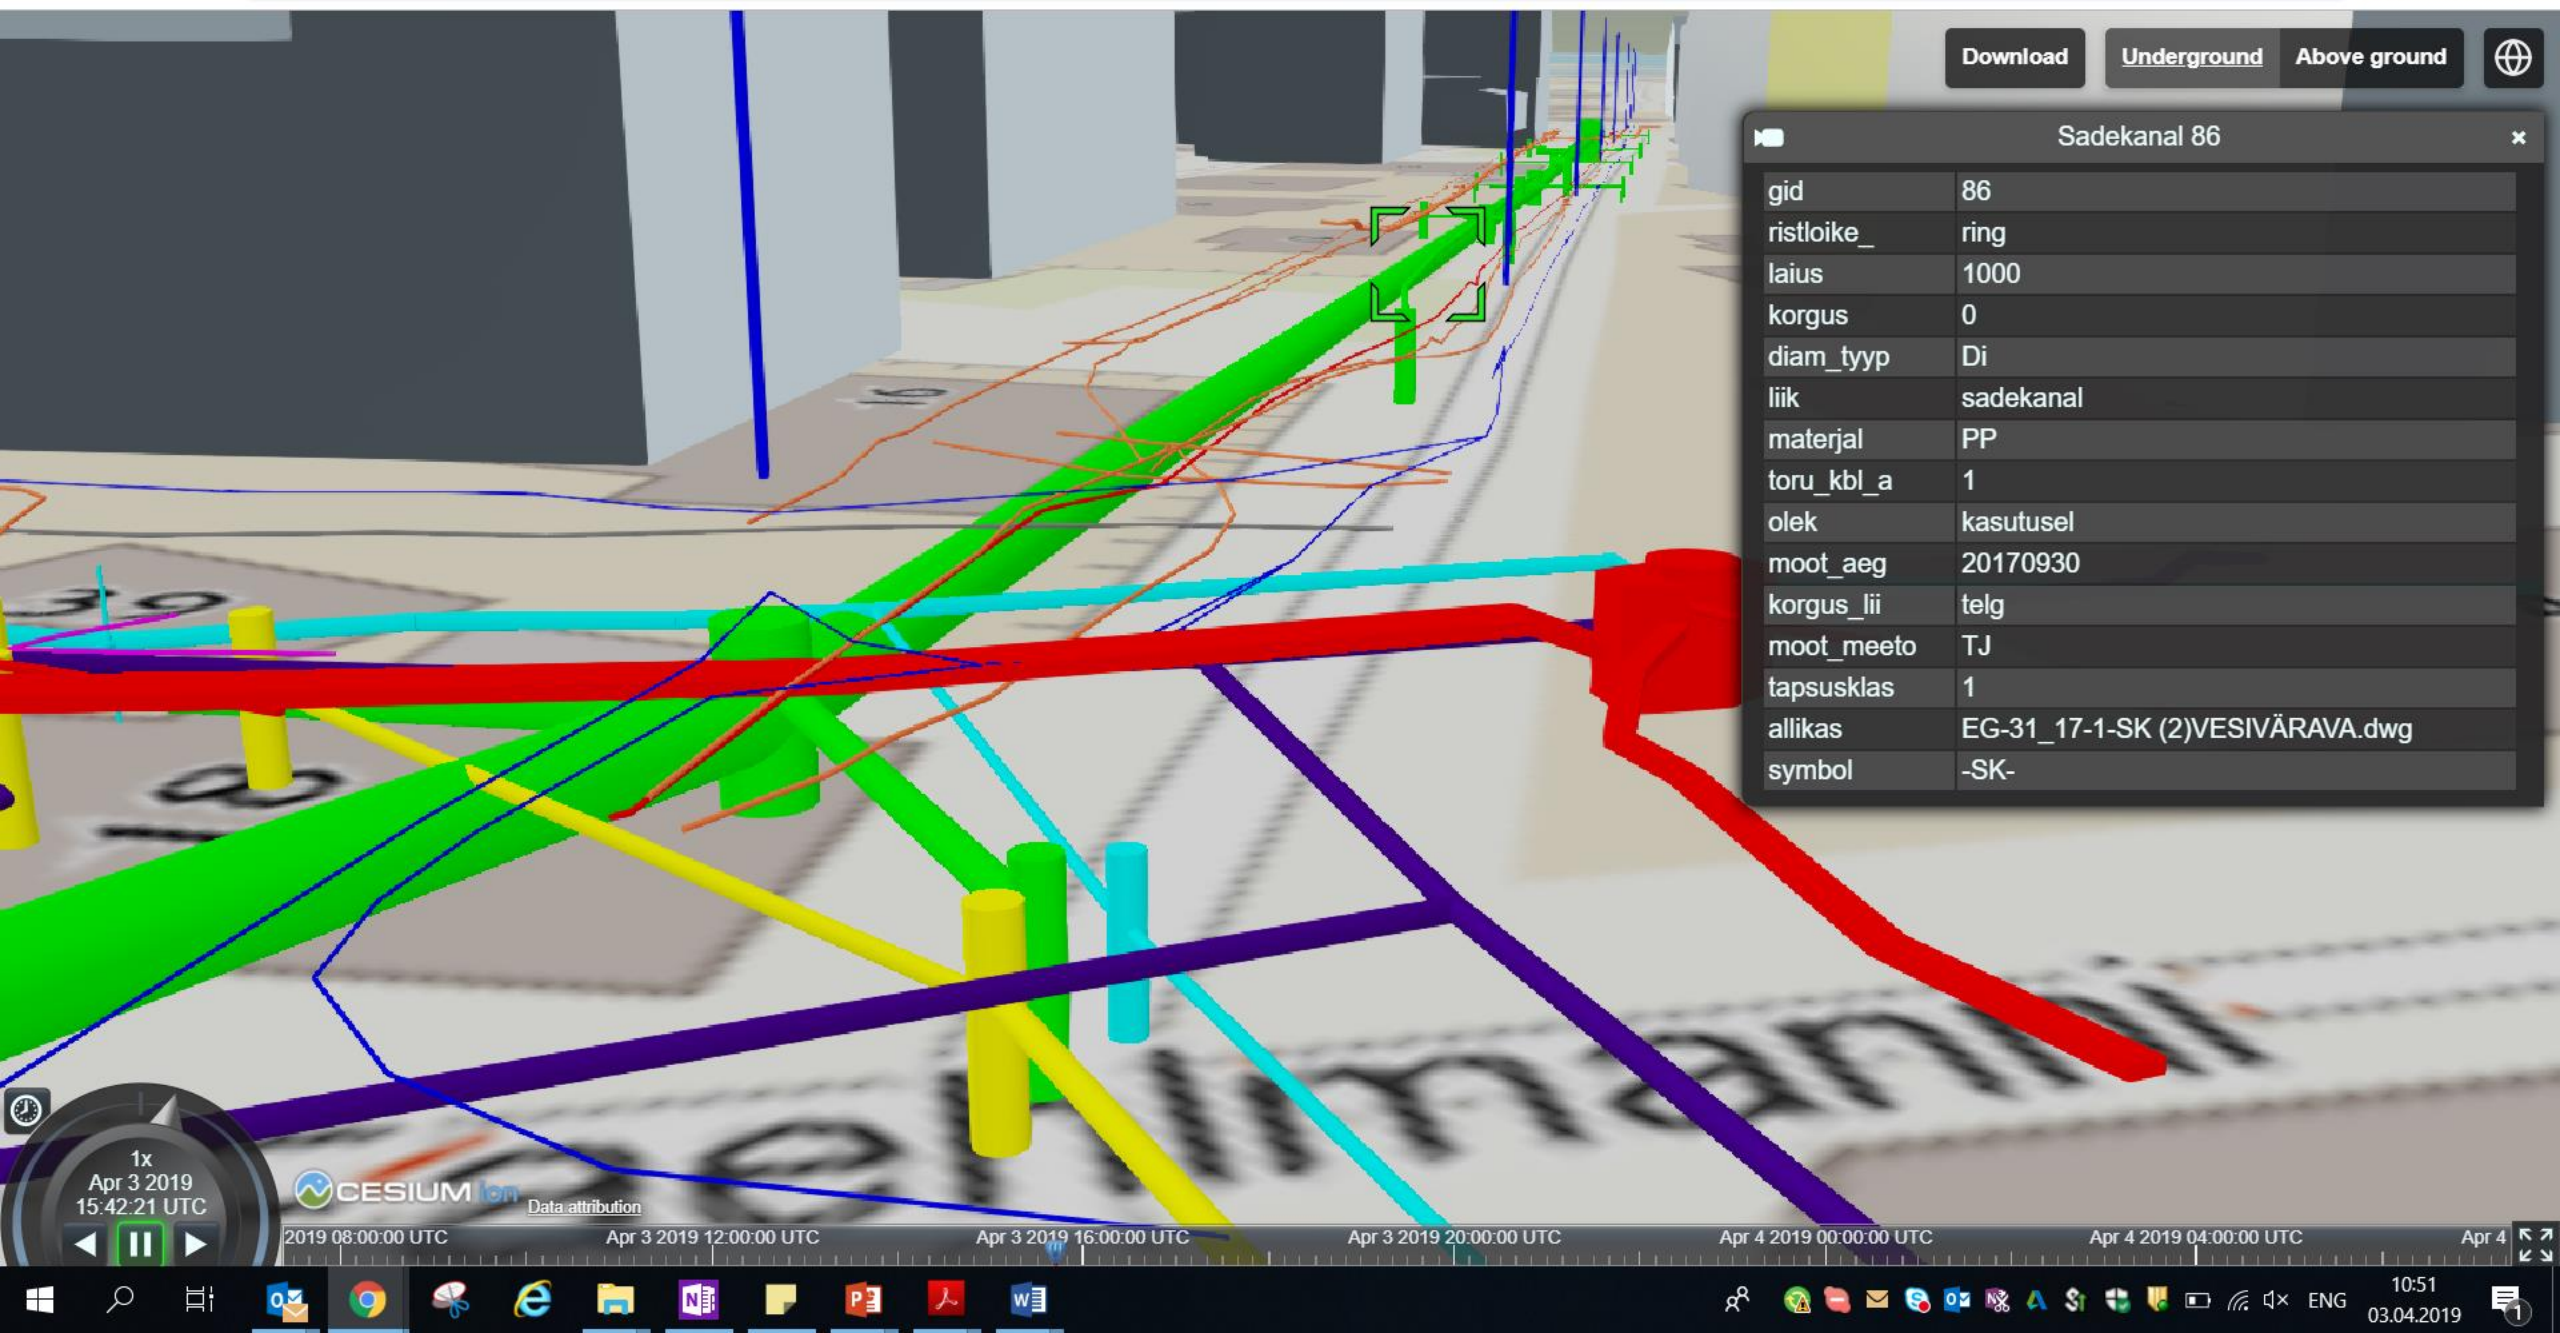 Download
Underground
Above ground
Sadekanal 86
gid 86
ristloike_ ring
laius 1000
korgus 0
diam_tyyp Di
liik sadekanal
materjal PP
toru_kbl_a 1
olek kasutusel
moot_aeg 20170930
korgus_lii telg
moot_meeto TJ
tapsusklas 1
allikas EG-31_17-1-SK (2)VESIVÄRAVA.dwg
symbol -SK-
16
39
18
1x
Apr 3 2019
15:42:21 UTC
CESIUM ion
Data attribution
2019 08:00:00 UTC
Apr 3 2019 12:00:00 UTC
Apr 3 2019 16:00:00 UTC
Apr 3 2019 20:00:00 UTC
Apr 4 2019 00:00:00 UTC
Apr 4 2019 04:00:00 UTC
Apr 4
ENG
10:51
03.04.2019
1